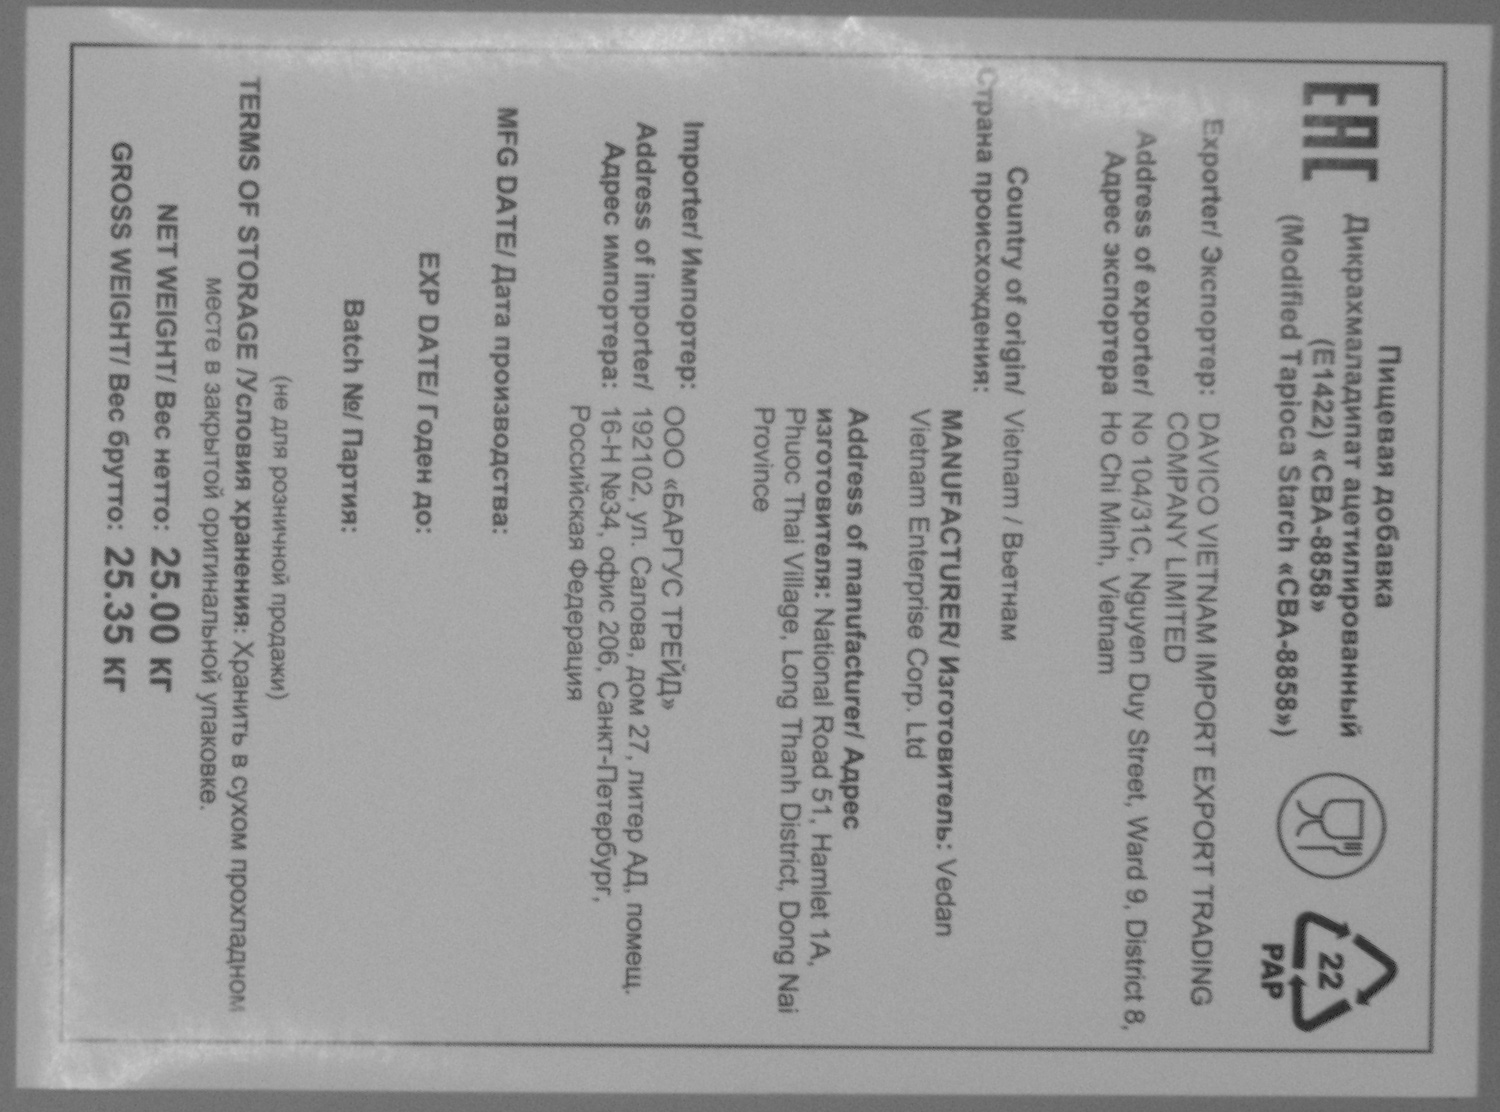 EAC
Пищевая добавка
Дикрахмаладипат ацетилированный
(Е1422) «СВА-8858»
(Modified Tapioca Starch «CBA-8858»)
22
PAP
Exporter/ Экспортер: DAVICO VIETNAM IMPORT EXPORT TRADING
COMPANY LIMITED
Address of exporter/ No 104/31C, Nguyen Duy Street, Ward 9, District 8,
Адрес экспортера Ho Chi Minh, Vietnam
Country of origin/ Vietnam / Вьетнам
Страна происхождения:
MANUFACTURER/ Изготовитель: Vedan
Vietnam Enterprise Corp. Ltd
Address of manufacturer/ Адрес
изготовителя: National Road 51, Hamlet 1A,
Phuoc Thai Village, Long Thanh District, Dong Nai
Province
Importer/ Импортер: ООО «БАРГУС ТРЕЙД»
Address of importer/ 192102, ул. Салова, дом 27, литер АД, помещ.
Адрес импортера: 16-Н №34, офис 206, Санкт-Петербург,
Российская Федерация
MFG DATE/ Дата производства:
EXP DATE/ Годен до:
Batch №/ Партия:
(не для розничной продажи)
TERMS OF STORAGE /Условия хранения: Хранить в сухом прохладном
месте в закрытой оригинальной упаковке.
NET WEIGHT/ Вес нетто: 25.00 кг
GROSS WEIGHT/ Вес брутто: 25.35 кг